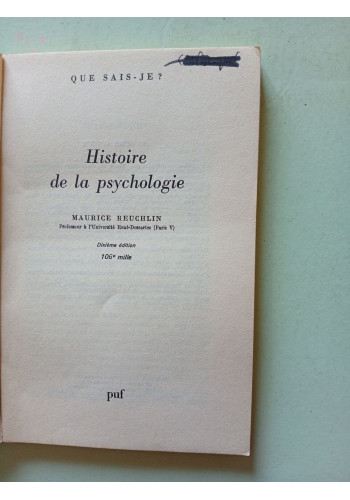 QUE SAIS-JE ?
Histoire
de la psychologie
MAURICE REUCHLIN
Professeur à l'Université René-Descartes (Paris V)
Dixième édition
106e mille
puf